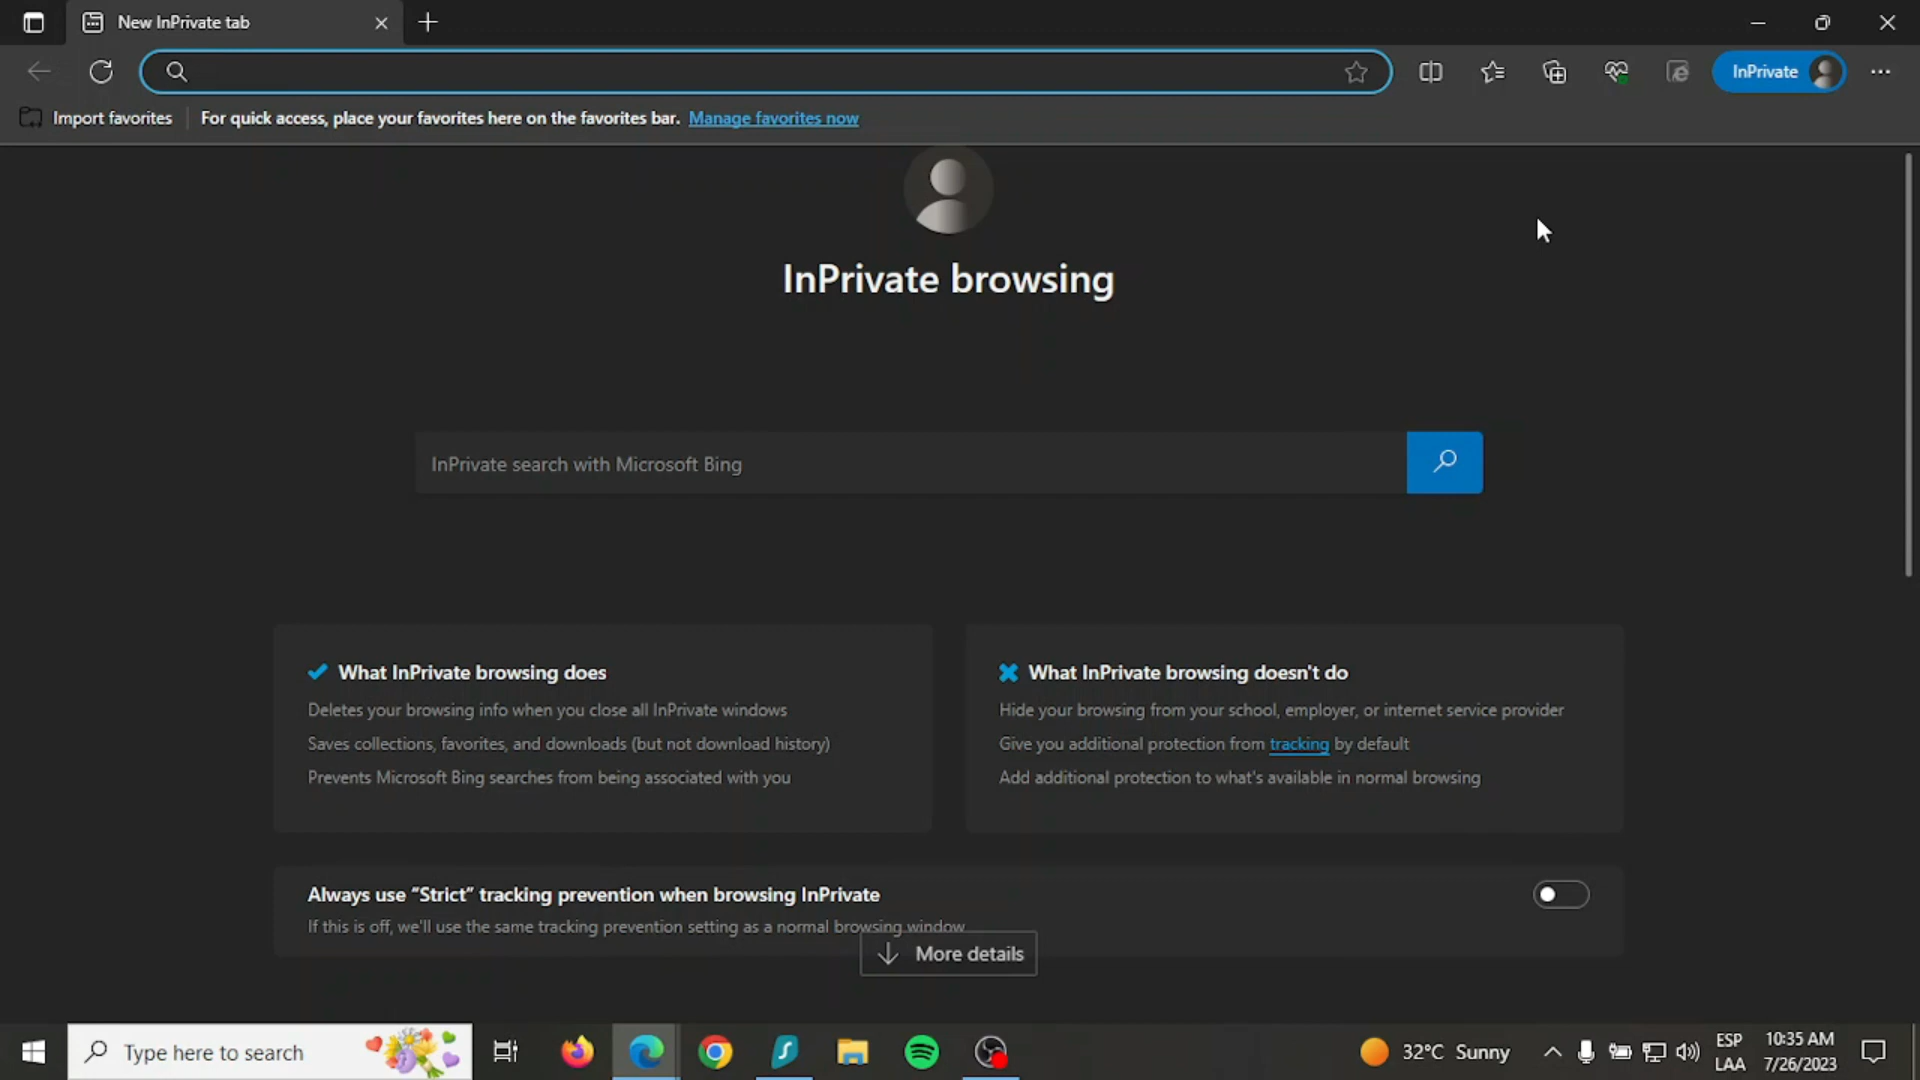 New InPrivate tab
InPrivate
Import favorites
For quick access, place your favorites here on the favorites bar. Manage favorites now
InPrivate browsing
InPrivate search with Microsoft Bing
What InPrivate browsing does
Deletes your browsing info when you close all InPrivate windows
Saves collections, favorites, and downloads (but not download history)
Prevents Microsoft Bing searches from being associated with you
What InPrivate browsing doesn't do
Hide your browsing from your school, employer, or internet service provider
Give you additional protection from tracking by default
Add additional protection to what's available in normal browsing
Always use “Strict” tracking prevention when browsing InPrivate
If this is off, we'll use the same tracking prevention setting as a normal browsing window
More details
Type here to search
32°C Sunny
ESP
LAA
10:35 AM
7/26/2023